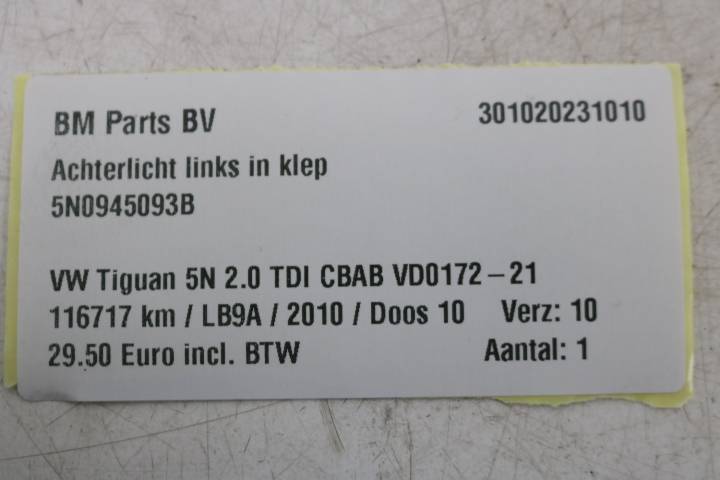 BM Parts BV 301020231010
Achterlicht links in klep
5N0945093B
VW Tiguan 5N 2.0 TDI CBAB VD0172-21
116717 km / LB9A / 2010 / Doos 10 Verz: 10
29.50 Euro incl. BTW Aantal: 1